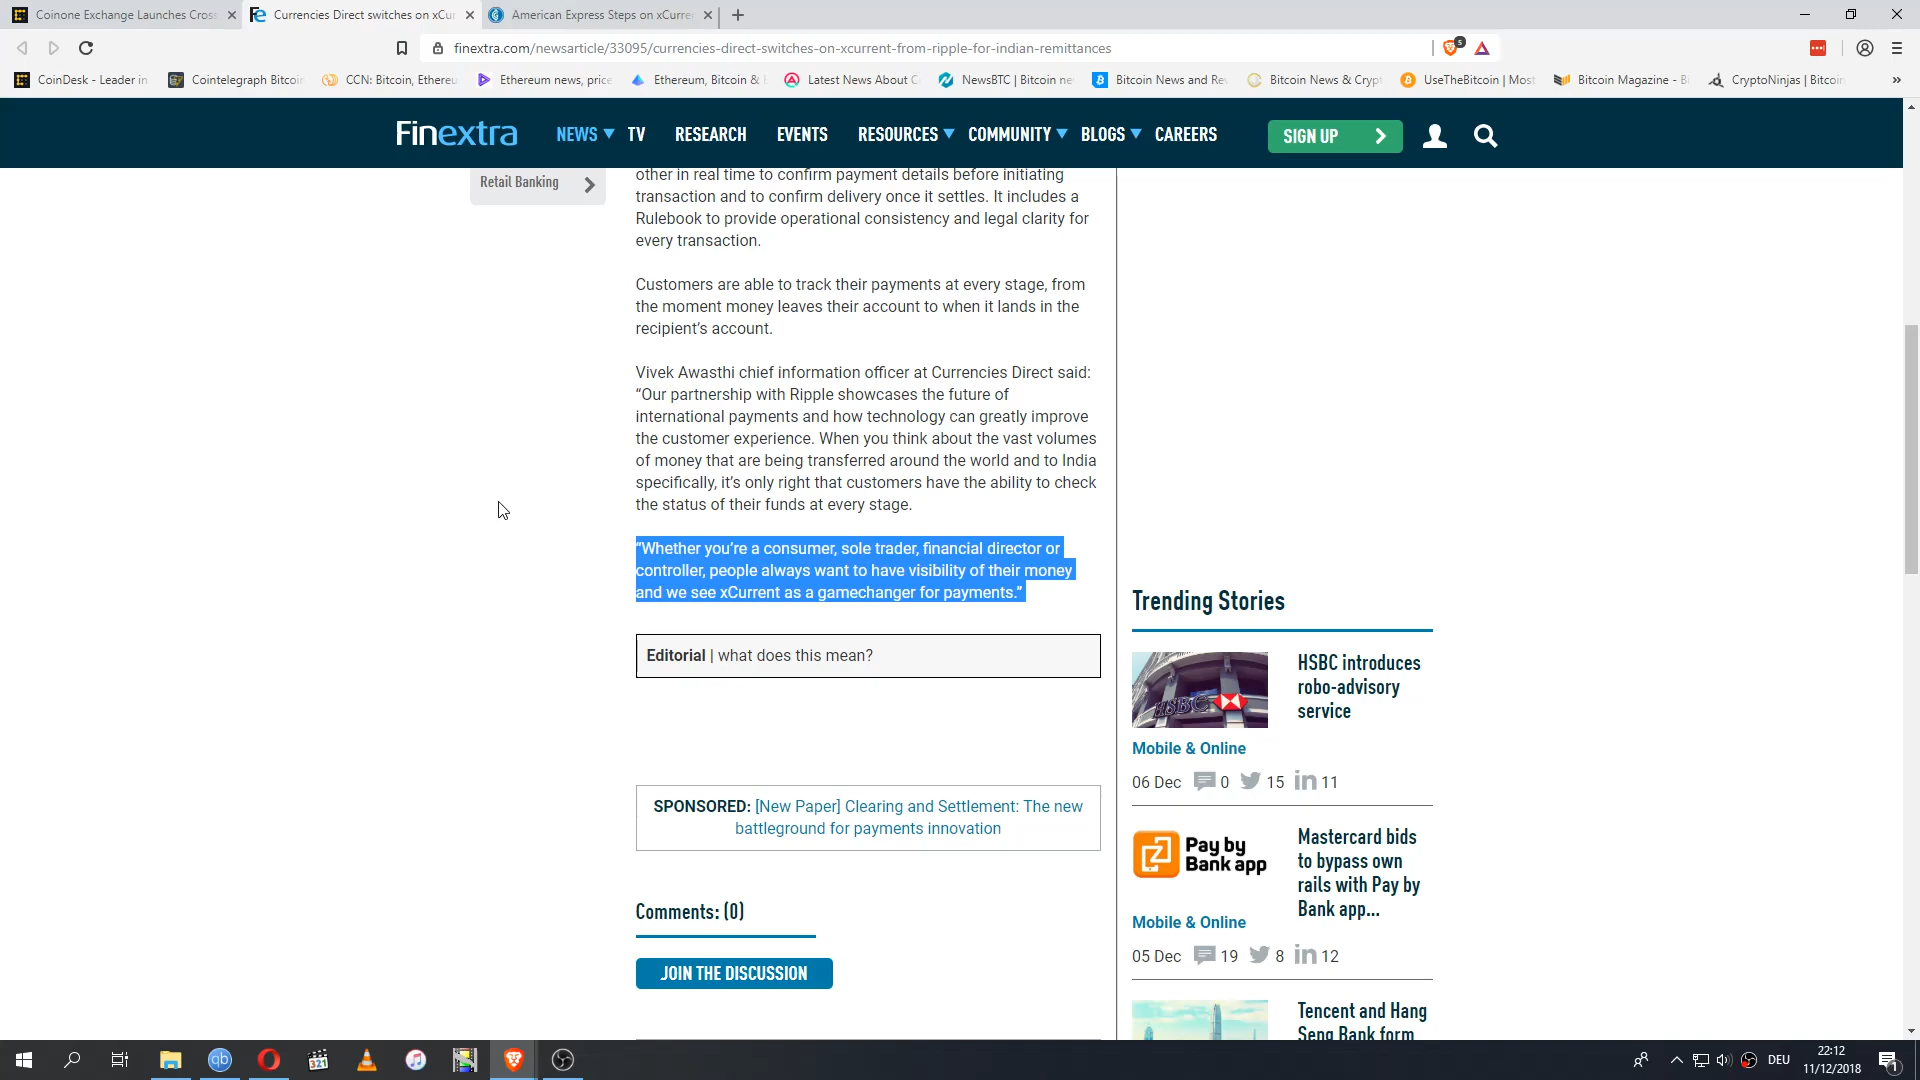 Coinone Exchange Launches Cross
Currencies Direct switches on xCur
American Express Steps on xCurre
finextra.com/newsarticle/33095/currencies-direct-switches-on-xcurrent-from-ripple-for-indian-remittances
5
CoinDesk - Leader in
Cointelegraph Bitcoin
CCN: Bitcoin, Ethereu
Ethereum news, price
Ethereum, Bitcoin &
Latest News About C
NewsBTC | Bitcoin ne
Bitcoin News and Rev
Bitcoin News & Crypt
UseTheBitcoin | Most
Bitcoin Magazine - Bi
CryptoNinjas | Bitcoin
»
Finextra
NEWS
TV
RESEARCH
EVENTS
RESOURCES
COMMUNITY
BLOGS
CAREERS
SIGN UP
Retail Banking
other in real time to confirm payment details before initiating
transaction and to confirm delivery once it settles. It includes a
Rulebook to provide operational consistency and legal clarity for
every transaction.
Customers are able to track their payments at every stage, from
the moment money leaves their account to when it lands in the
recipient’s account.
Vivek Awasthi chief information officer at Currencies Direct said:
“Our partnership with Ripple showcases the future of
international payments and how technology can greatly improve
the customer experience. When you think about the vast volumes
of money that are being transferred around the world and to India
specifically, it’s only right that customers have the ability to check
the status of their funds at every stage.
“Whether you’re a consumer, sole trader, financial director or
controller, people always want to have visibility of their money
and we see xCurrent as a gamechanger for payments.”
Editorial | what does this mean?
SPONSORED: [New Paper] Clearing and Settlement: The new
battleground for payments innovation
Comments: (0)
JOIN THE DISCUSSION
Trending Stories
HSBC
HSBC introduces
robo-advisory
service
Mobile & Online
06 Dec 0 15 in 11
Pay by
Bank app
Mastercard bids
to bypass own
rails with Pay by
Bank app...
Mobile & Online
05 Dec 19 8 in 12
Tencent and Hang
Seng Bank form
qb
321
DEU
22:12
11/12/2018
1